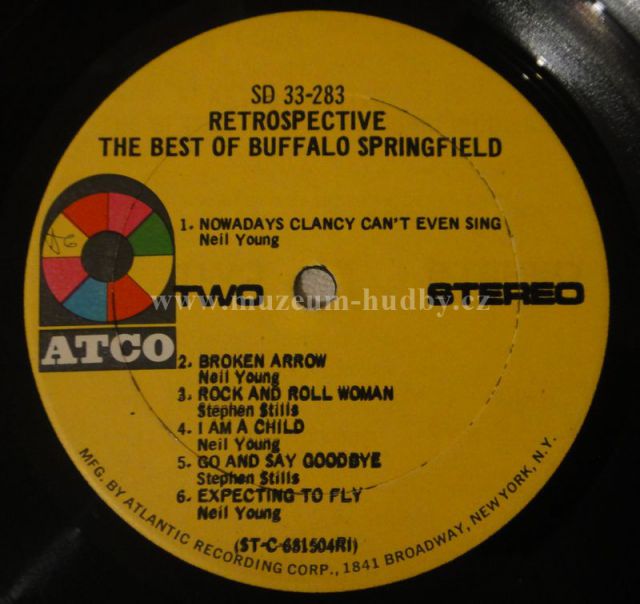 SD 33-283
RETROSPECTIVE
THE BEST OF BUFFALO SPRINGFIELD
1. NOWADAYS CLANCY CAN'T EVEN SING
Neil Young
TWO
STEREO
www.muzeum-hudby.cz
ATCO
2. BROKEN ARROW
Neil Young
3. ROCK AND ROLL WOMAN
Stephen Stills
4. I AM A CHILD
Neil Young
5. GO AND SAY GOODBYE
Stephen Stills
6. EXPECTING TO FLY
Neil Young
(ST-C-681504RI)
MFG. BY ATLANTIC RECORDING CORP., 1841 BROADWAY, NEW YORK, N.Y.